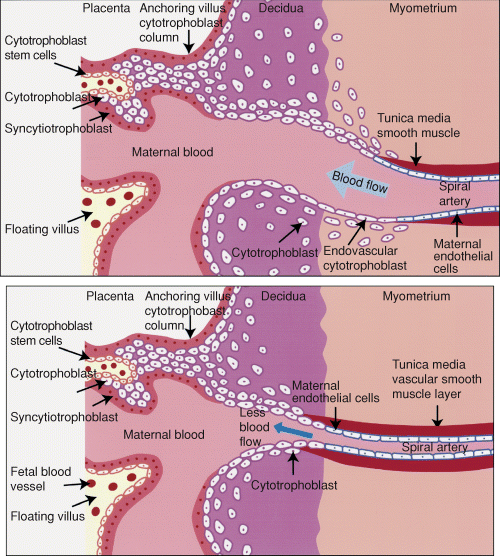 Placenta
Anchoring villus
cytotrophoblast
column
Decidua
Myometrium
Cytotrophoblast
stem cells
Cytotrophoblast
Syncytiotrophoblast
Maternal blood
Tunica media
smooth muscle
Blood flow
Spiral
artery
Floating villus
Cytotrophoblast
Endovascular
cytotrophoblast
Maternal
endothelial
cells
Placenta
Anchoring villus
cytotrophobast
column
Decidua
Myometrium
Cytotrophoblast
stem cells
Cytotrophoblast
Syncytiotrophoblast
Maternal blood
Less
blood
flow
Maternal
endothelial cells
Tunica media
vascular smooth
muscle layer
Spiral artery
Fetal blood
vessel
Floating villus
Cytotrophoblast